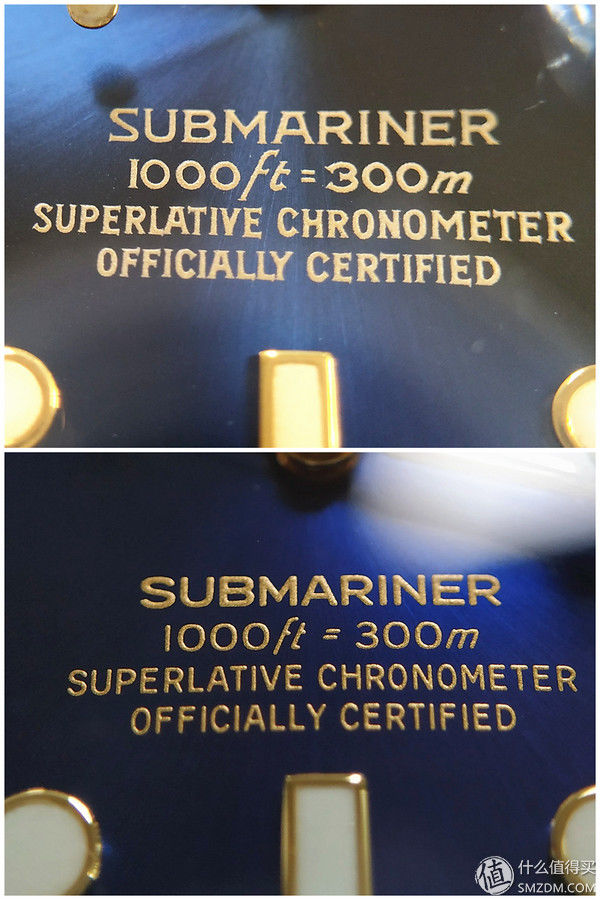 SUBMARINER
1000ft = 300m
SUPERLATIVE CHRONOMETER
OFFICIALLY CERTIFIED
SUBMARINER
1000ft = 300m
SUPERLATIVE CHRONOMETER
OFFICIALLY CERTIFIED
值 什么值得买
SMZDM.COM